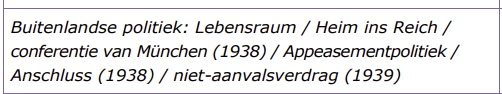 Buitenlandse politiek: Lebensraum / Heim ins Reich /
conferentie van München (1938) / Appeasementpolitiek /
Anschluss (1938) / niet-aanvalsverdrag (1939)